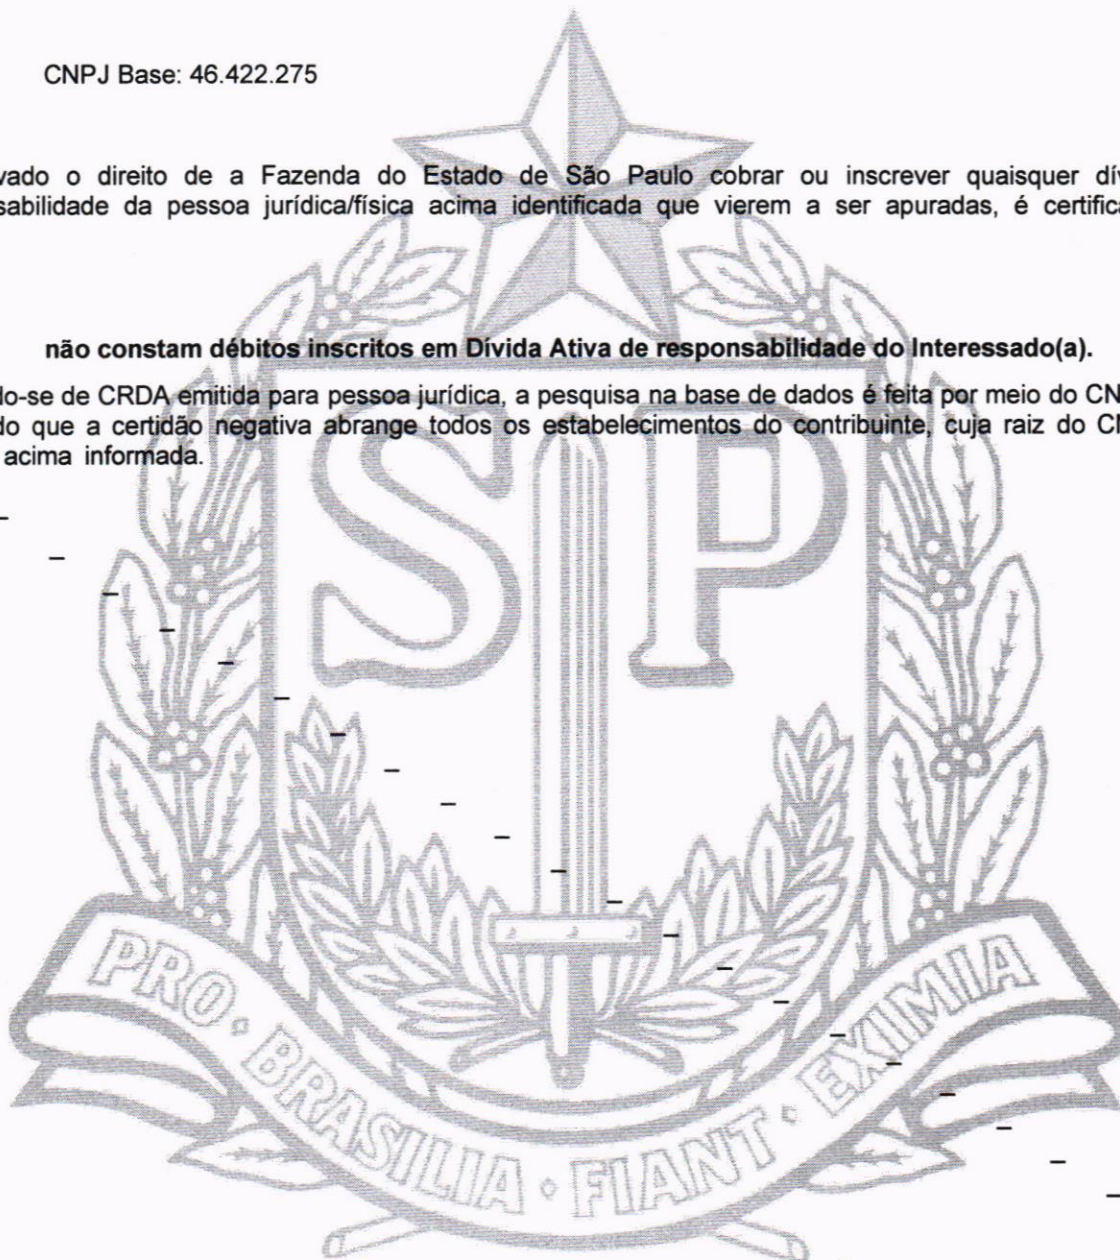 CNPJ Base: 46.422.275
vado o direito de a Fazenda do Estado de São Paulo cobrar ou inscrever quaisquer dív
sabilidade da pessoa jurídica/física acima identificada que vierem a ser apuradas, é certifica
não constam débitos inscritos em Dívida Ativa de responsabilidade do Interessado(a).
do-se de CRDA emitida para pessoa jurídica, a pesquisa na base de dados é feita por meio do CN
do que a certidão negativa abrange todos os estabelecimentos do contribuinte, cuja raiz do CN
acima informada.
SP
PRO · BRASILIA · FIANT · EXIMIA